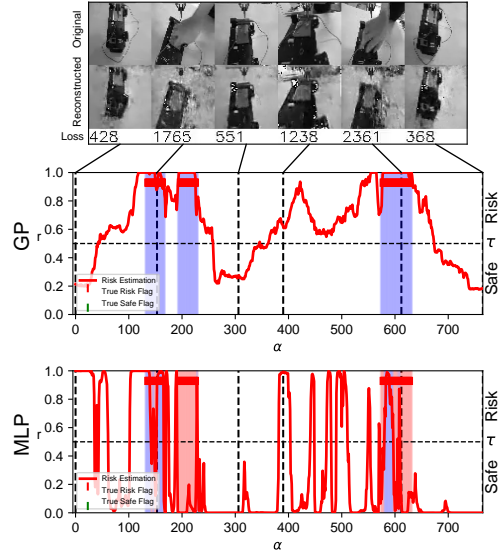 Original
Reconstructed
Loss 428 1765 551 1238 2361 368
1.0
0.8
0.6
0.4
0.2
0.0
GP
r
Risk
τ
Safe
Risk Estimation
True Risk Flag
True Safe Flag
0 100 200 300 400 500 600 700
α
1.0
0.8
0.6
0.4
0.2
0.0
MLP
r
Risk
τ
Safe
Risk Estimation
True Risk Flag
True Safe Flag
0 100 200 300 400 500 600 700
α